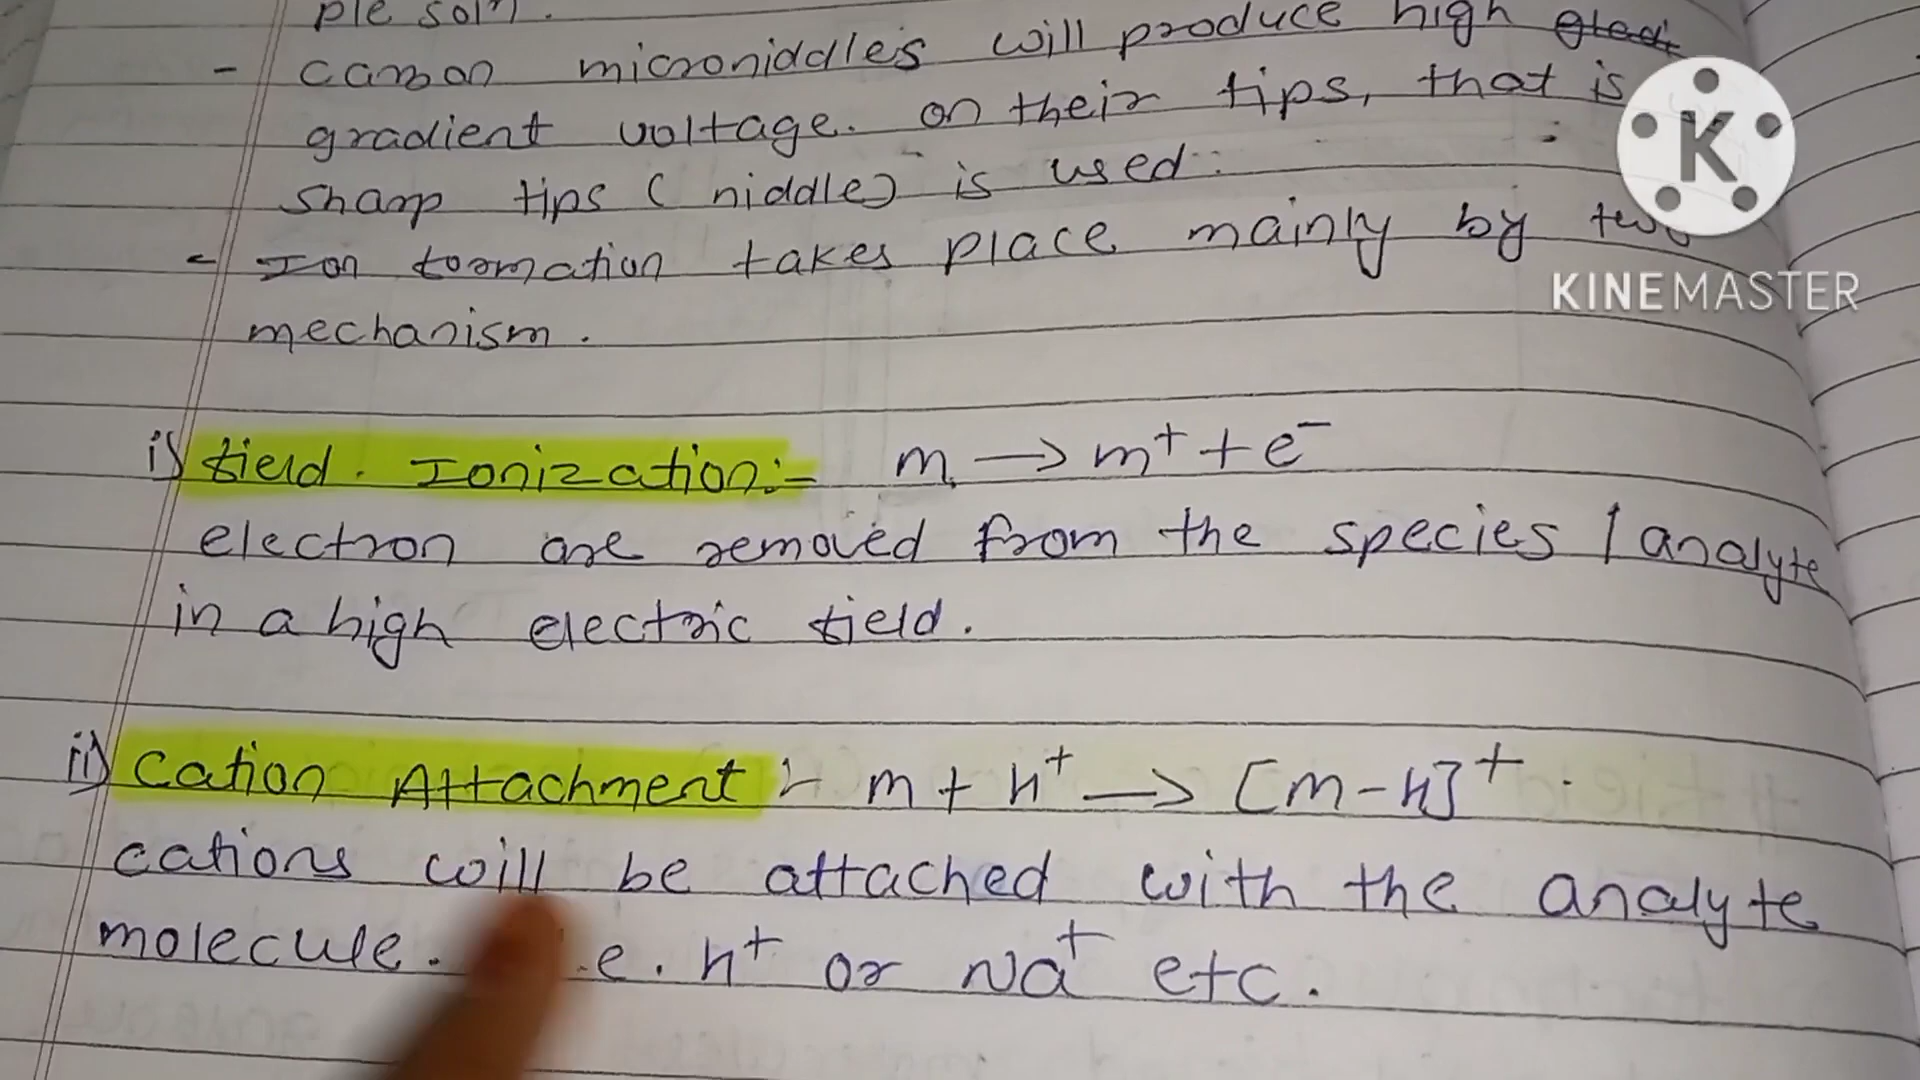 ple soln.
- carbon microniddles will produce high
gradient voltage. on their tips, that is
sharp tips (niddle) is used.
- Ion formation takes place mainly by two
mechanism.
i) field. Ionization:- m → m+ + e-
electron are removed from the species / analyte
in a high electric field.
ii) Cation Attachment :- m + H+ → [m-H]+.
cations will be attached with the analyte
molecule. .e. H+ or Na+ etc.
K
KINEMASTER